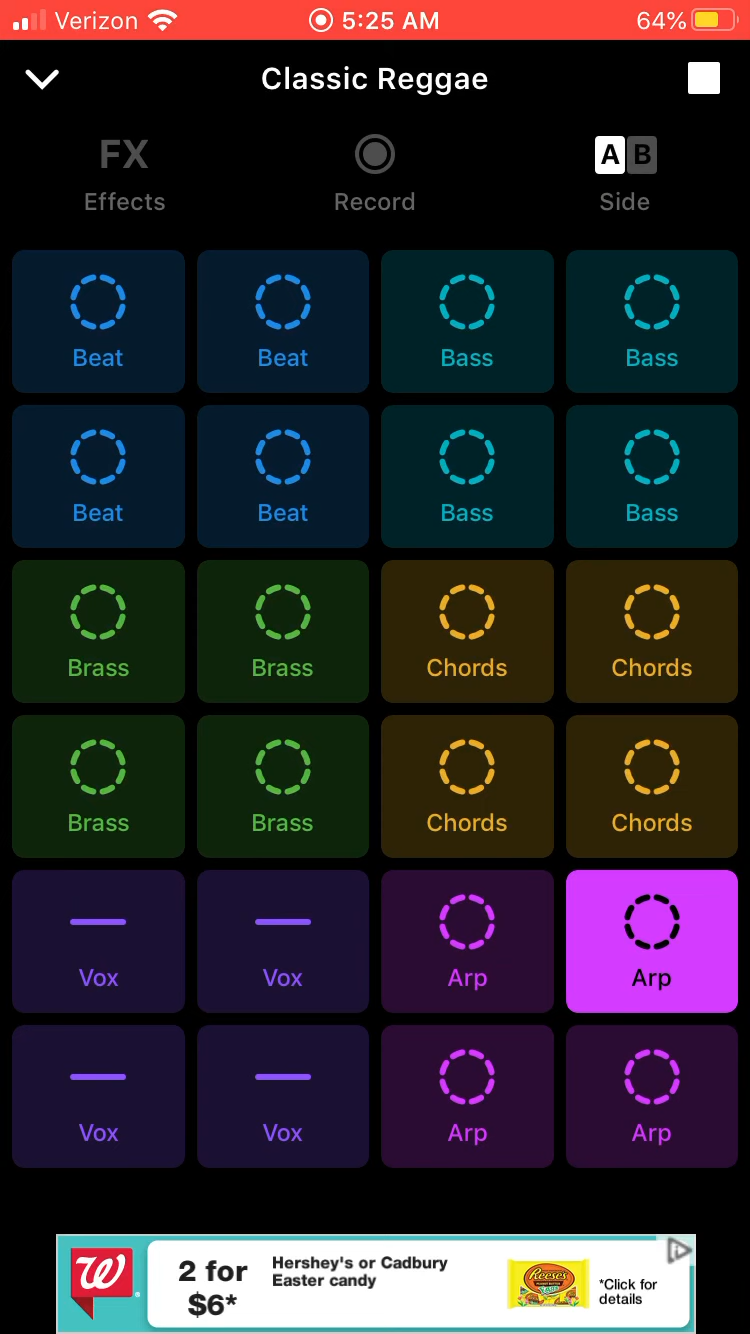 Verizon 5:25 AM 64%
Classic Reggae
FX A B
Effects Record Side
Beat Beat Bass Bass
Beat Beat Bass Bass
Brass Brass Chords Chords
Brass Brass Chords Chords
Vox Vox Arp Arp
Vox Vox Arp Arp
W
2 for
$6*
Hershey's or Cadbury
Easter candy
Reese's
*Click for
details